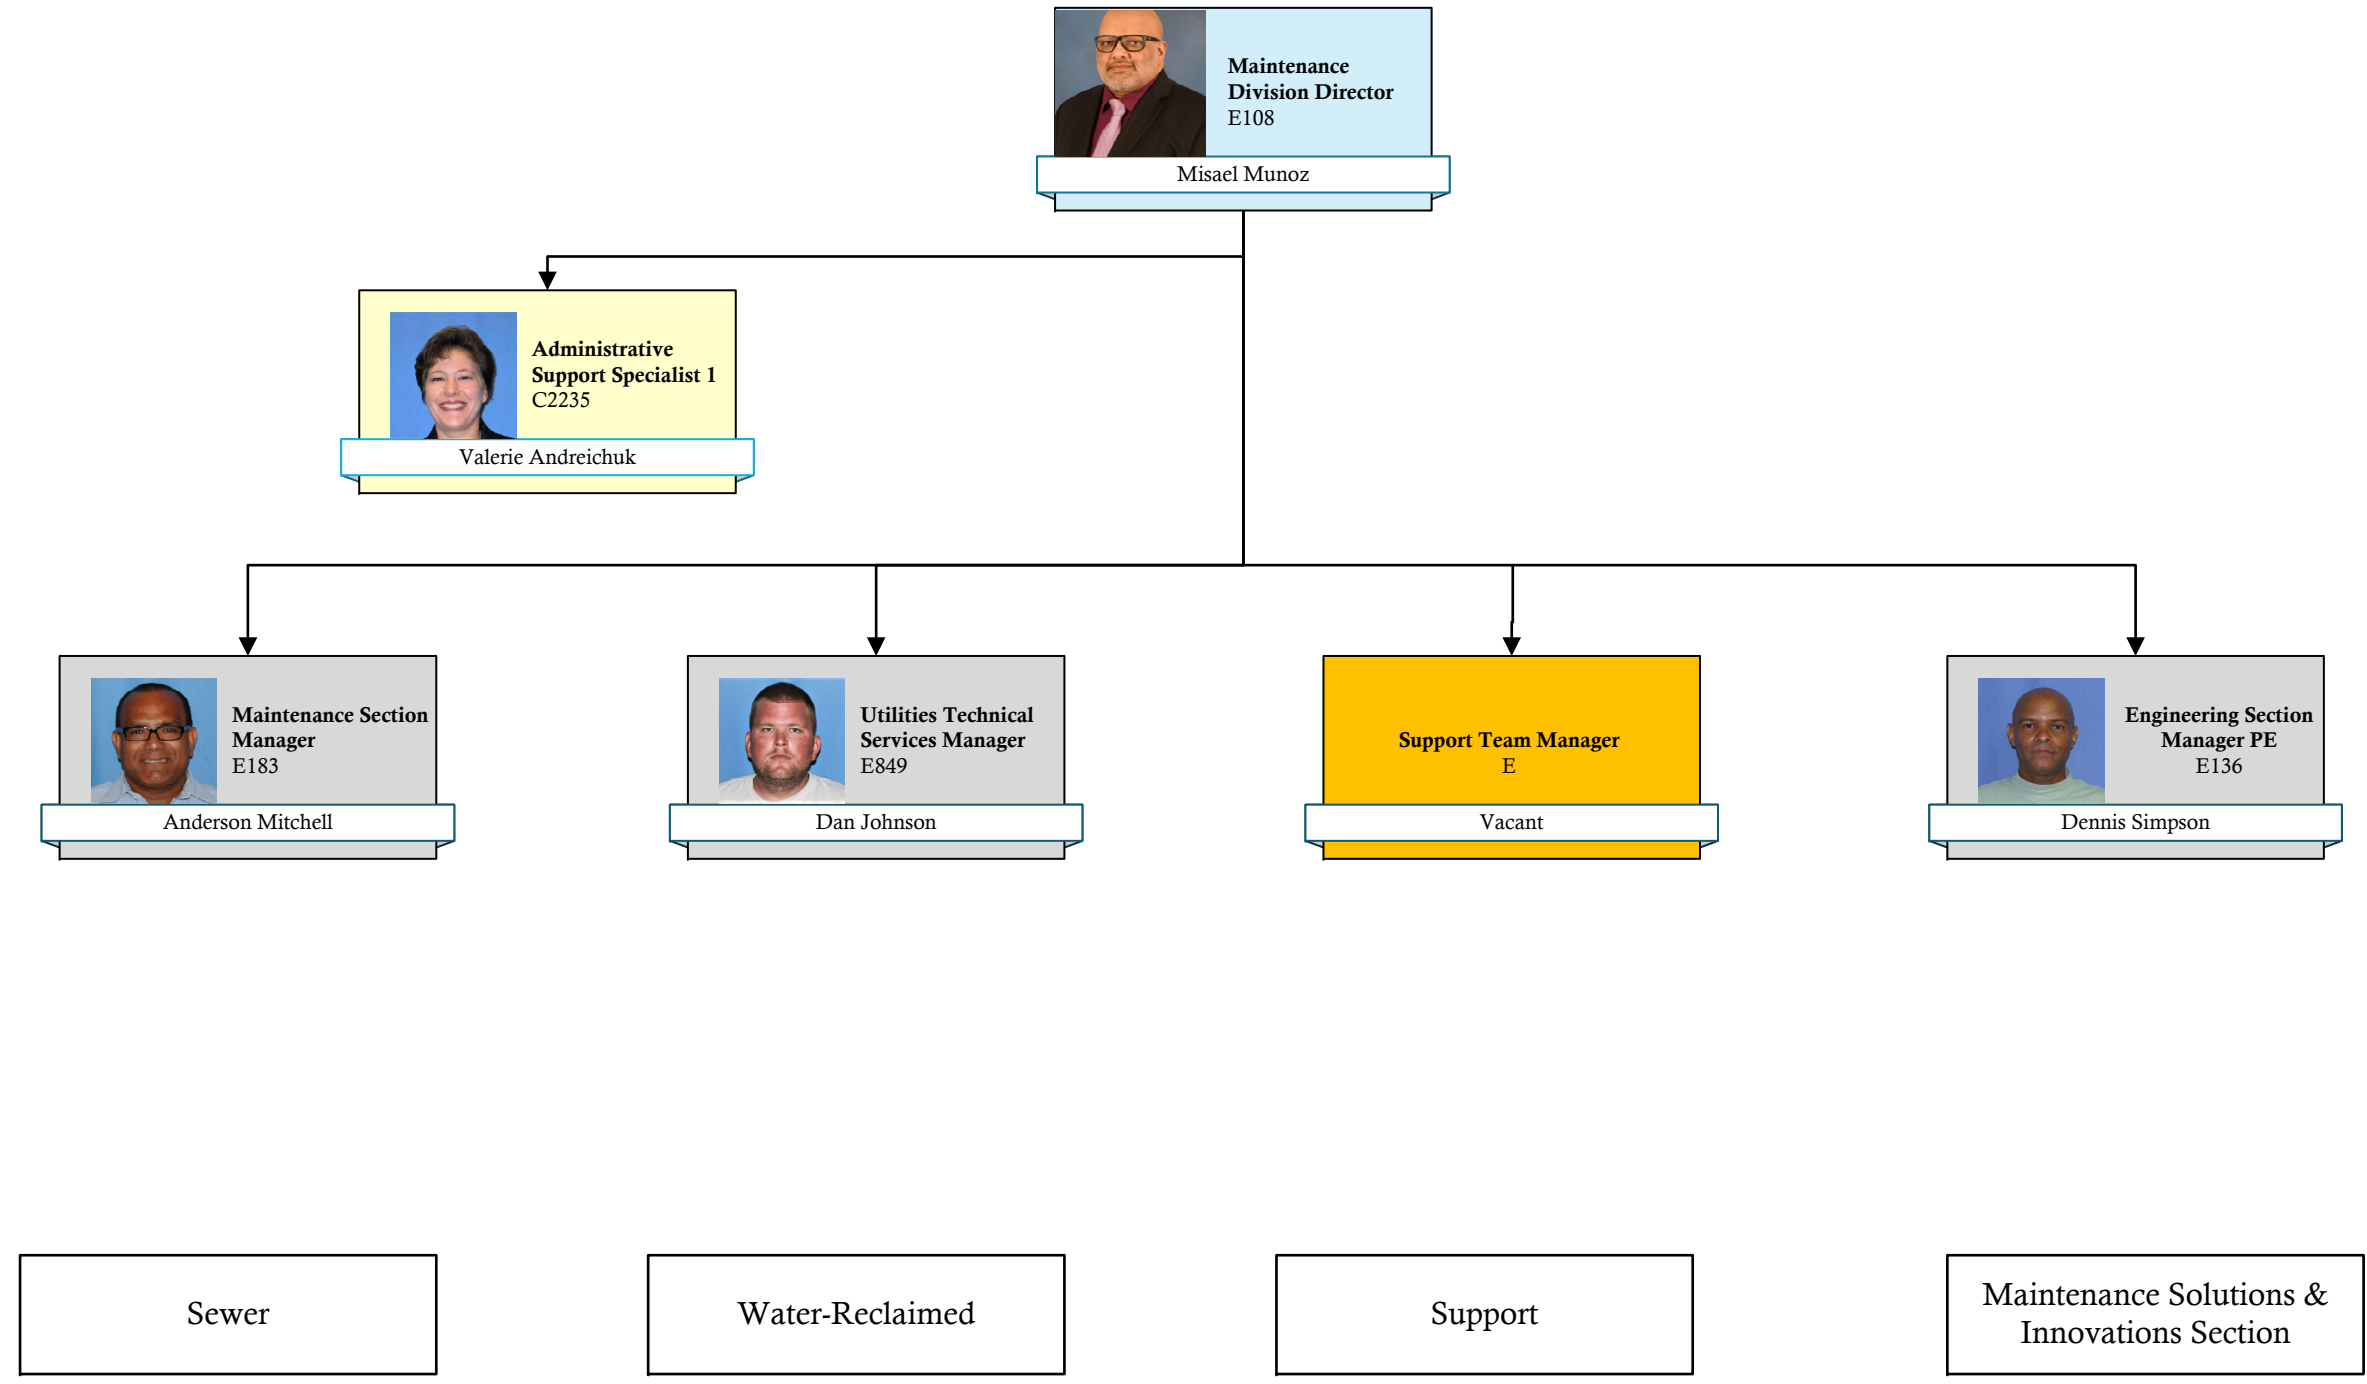 Maintenance
Division Director
E108
Misael Munoz
Administrative
Support Specialist 1
C2235
Valerie Andreichuk
Maintenance Section
Manager
E183
Anderson Mitchell
Utilities Technical
Services Manager
E849
Dan Johnson
Support Team Manager
E
Vacant
Engineering Section
Manager PE
E136
Dennis Simpson
Sewer
Water-Reclaimed
Support
Maintenance Solutions &
Innovations Section